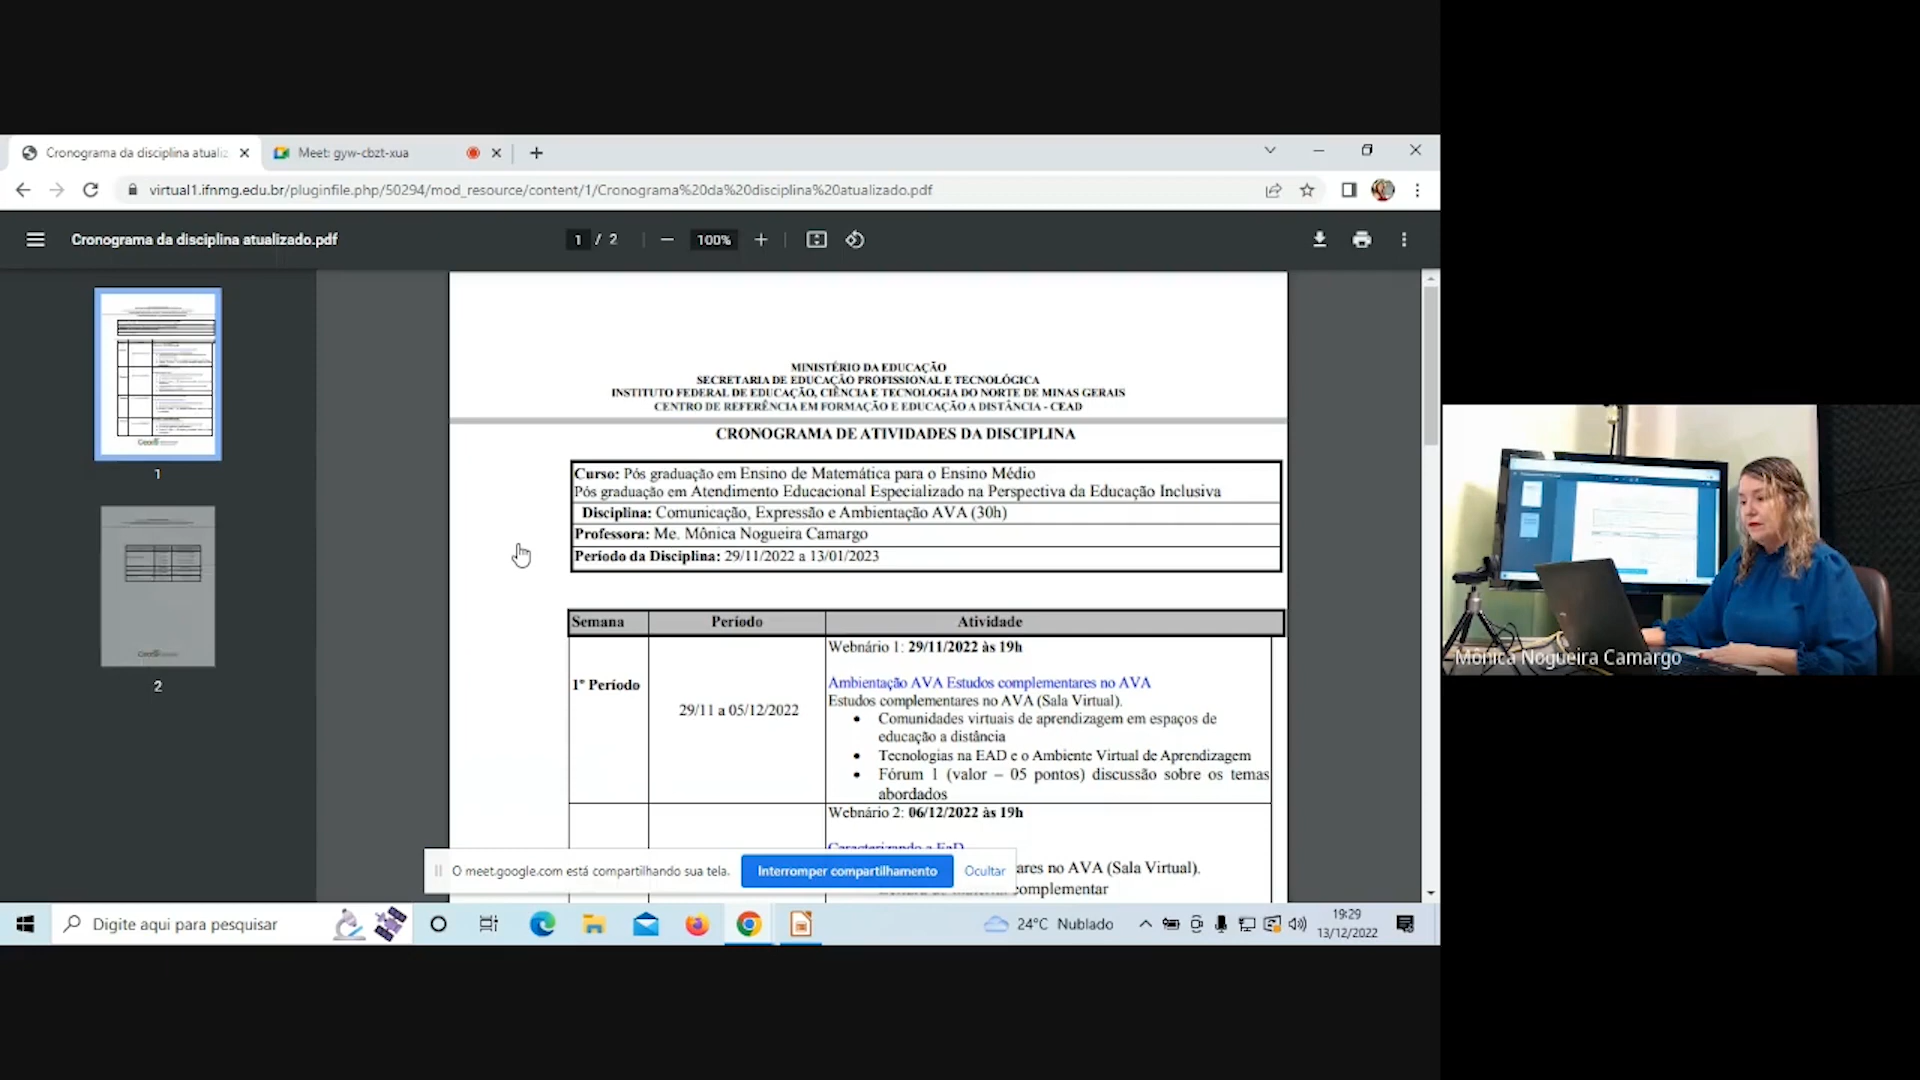 Cronograma da disciplina atualiz
Meet: gyw-cbzt-xua
virtual1.ifnmg.edu.br/pluginfile.php/50294/mod_resource/content/1/Cronograma%20da%20disciplina%20atualizado.pdf
Cronograma da disciplina atualizado.pdf
1 / 2
100%
MINISTÉRIO DA EDUCAÇÃO
SECRETARIA DE EDUCAÇÃO PROFISSIONAL E TECNOLÓGICA
INSTITUTO FEDERAL DE EDUCAÇÃO, CIÊNCIA E TECNOLOGIA DO NORTE DE MINAS GERAIS
CENTRO DE REFERÊNCIA EM FORMAÇÃO E EDUCAÇÃO A DISTÂNCIA - CEAD
CRONOGRAMA DE ATIVIDADES DA DISCIPLINA
Curso: Pós graduação em Ensino de Matemática para o Ensino Médio
Pós graduação em Atendimento Educacional Especializado na Perspectiva da Educação Inclusiva
Disciplina: Comunicação, Expressão e Ambientação AVA (30h)
Professora: Me. Mônica Nogueira Camargo
Período da Disciplina: 29/11/2022 a 13/01/2023
Semana Período Atividade
1º Período
29/11 a 05/12/2022
Webnário 1: 29/11/2022 às 19h
Ambientação AVA Estudos complementares no AVA
Estudos complementares no AVA (Sala Virtual).
• Comunidades virtuais de aprendizagem em espaços de
educação a distância
• Tecnologias na EAD e o Ambiente Virtual de Aprendizagem
• Fórum 1 (valor – 05 pontos) discussão sobre os temas
abordados
Webnário 2: 06/12/2022 às 19h
Caracterizando a EaD
ares no AVA (Sala Virtual).
complementar
O meet.google.com está compartilhando sua tela.
Interromper compartilhamento
Ocultar
1
2
Digite aqui para pesquisar
24°C Nublado
19:29
13/12/2022
Mônica Nogueira Camargo